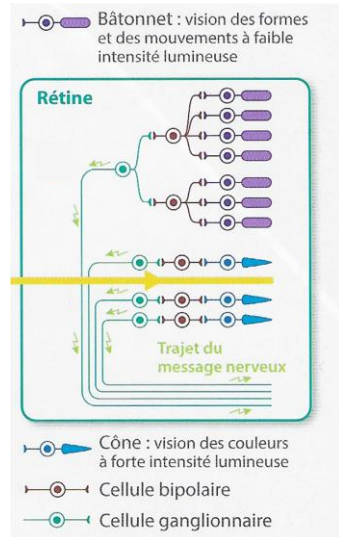 Bâtonnet : vision des formes
et des mouvements à faible
intensité lumineuse
Rétine
Trajet du
message nerveux
Cône : vision des couleurs
à forte intensité lumineuse
Cellule bipolaire
Cellule ganglionnaire